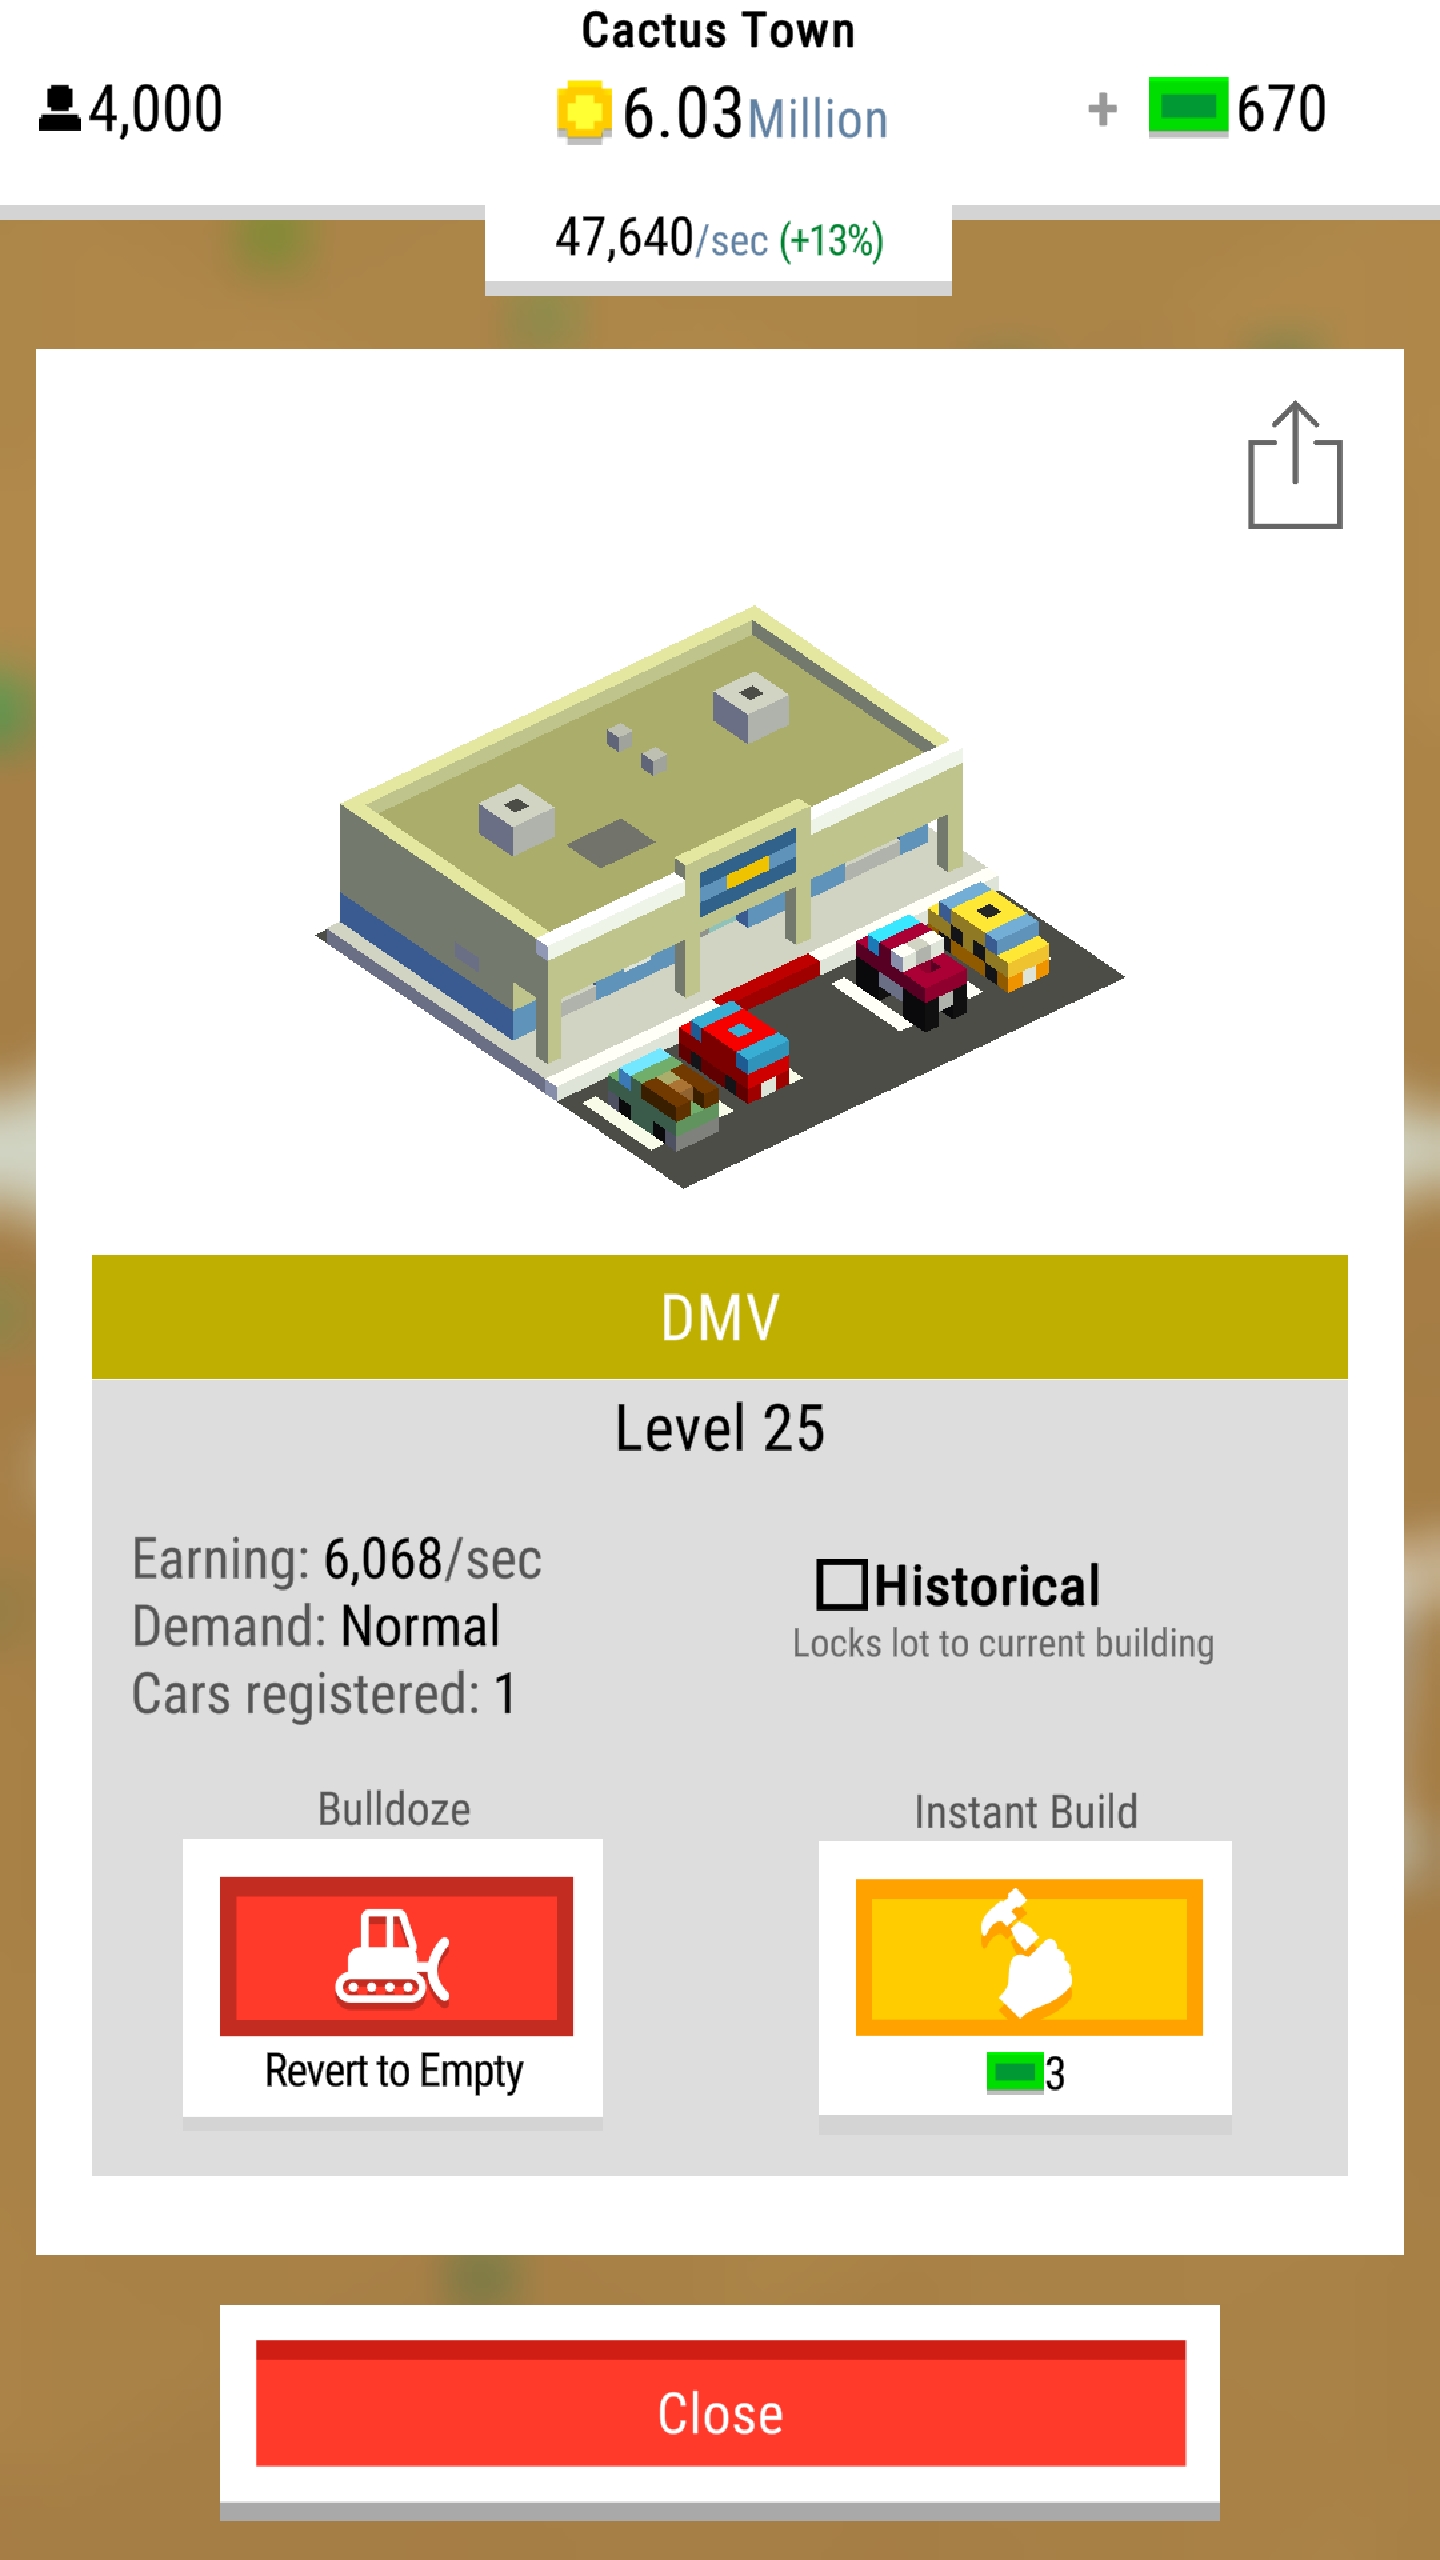 Cactus Town
4,000
6.03Million
+ 670
47,640/sec (+13%)
DMV
Level 25
Earning: 6,068/sec
Demand: Normal
Cars registered: 1
Historical
Locks lot to current building
Bulldoze
Revert to Empty
Instant Build
3
Close